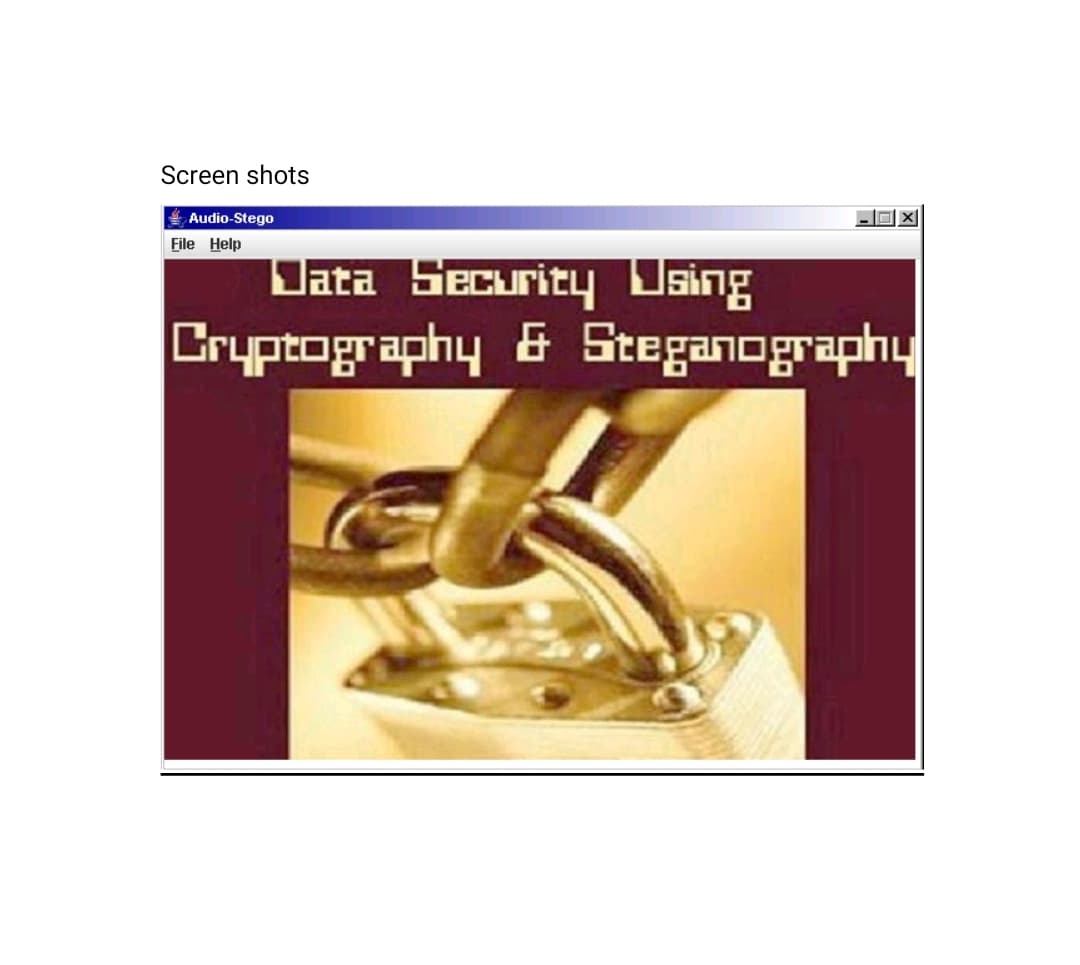 Screen shots
Audio-Stego
File Help
Data Security Using
Cryptography & Steganography